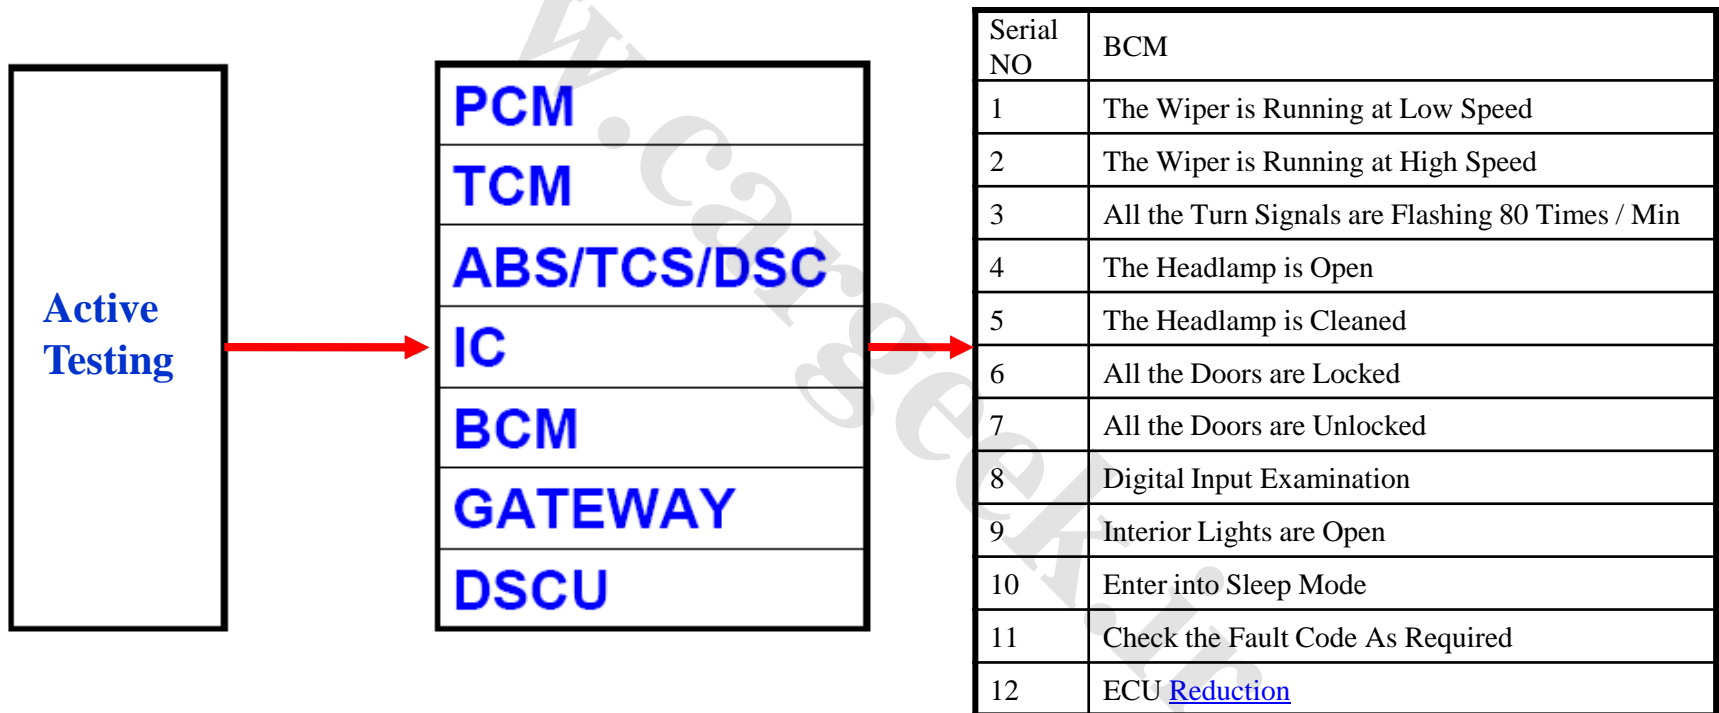 Active
Testing
PCM
TCM
ABS/TCS/DSC
IC
BCM
GATEWAY
DSCU
Serial NO BCM
1 The Wiper is Running at Low Speed
2 The Wiper is Running at High Speed
3 All the Turn Signals are Flashing 80 Times / Min
4 The Headlamp is Open
5 The Headlamp is Cleaned
6 All the Doors are Locked
7 All the Doors are Unlocked
8 Digital Input Examination
9 Interior Lights are Open
10 Enter into Sleep Mode
11 Check the Fault Code As Required
12 ECU Reduction
w.cargeek.ir